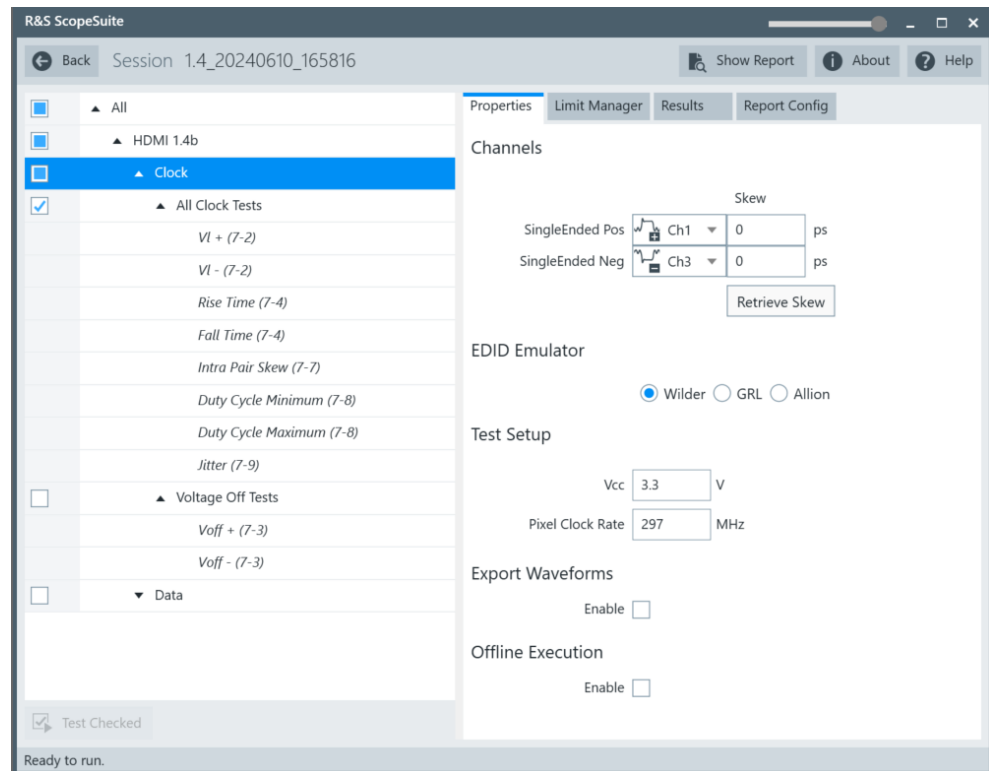 R&S ScopeSuite
Back Session 1.4_20240610_165816 Show Report About Help
All
HDMI 1.4b
Clock
All Clock Tests
Vl + (7-2)
Vl - (7-2)
Rise Time (7-4)
Fall Time (7-4)
Intra Pair Skew (7-7)
Duty Cycle Minimum (7-8)
Duty Cycle Maximum (7-8)
Jitter (7-9)
Voltage Off Tests
Voff + (7-3)
Voff - (7-3)
Data
Test Checked
Properties Limit Manager Results Report Config
Channels
Skew
SingleEnded Pos Ch1 0 ps
SingleEnded Neg Ch3 0 ps
Retrieve Skew
EDID Emulator
Wilder GRL Allion
Test Setup
Vcc 3.3 V
Pixel Clock Rate 297 MHz
Export Waveforms
Enable
Offline Execution
Enable
Ready to run.